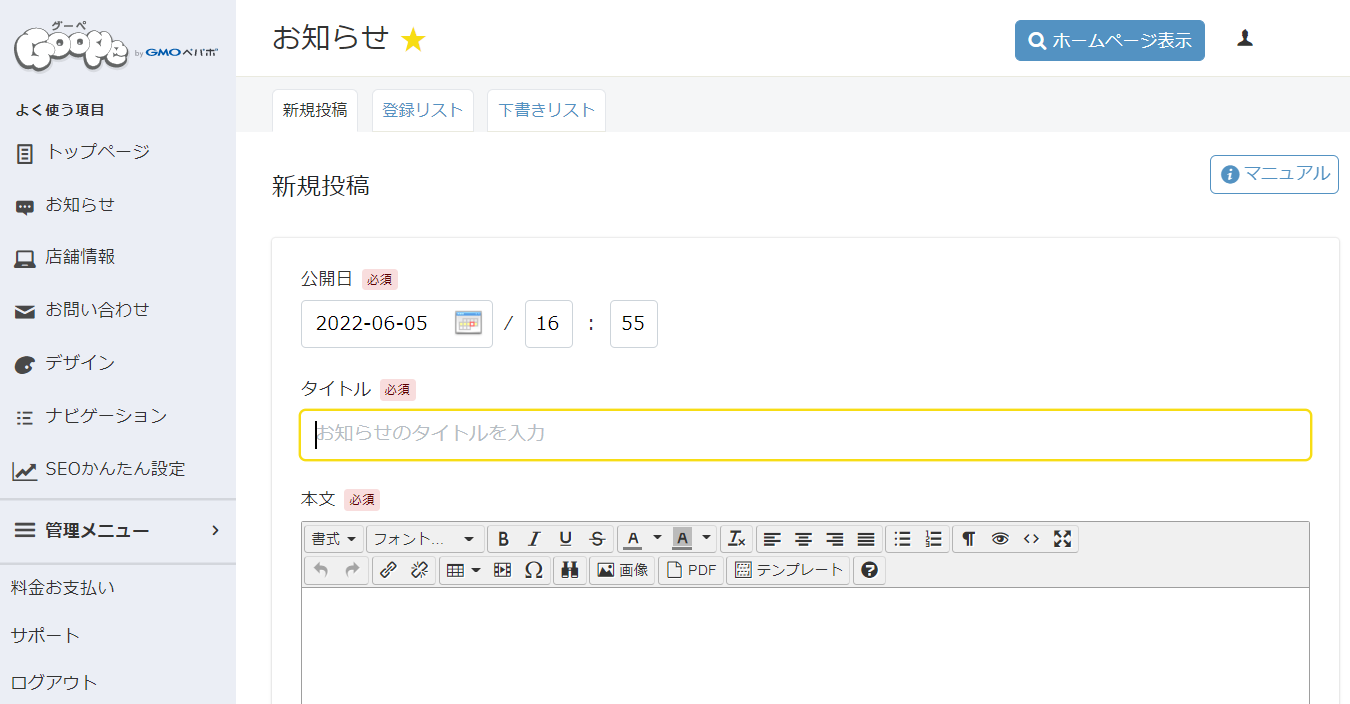 グーペ
Goope by GMOペパボ
よく使う項目
トップページ
お知らせ
店舗情報
お問い合わせ
デザイン
ナビゲーション
SEOかんたん設定
管理メニュー
料金お支払い
サポート
ログアウト
お知らせ
ホームページ表示
新規投稿 登録リスト 下書きリスト
新規投稿
マニュアル
公開日 必須
2022-06-05 / 16 : 55
タイトル 必須
お知らせのタイトルを入力
本文 必須
書式 フォント... B I U S A A Ix
Ω 画像 PDF テンプレート